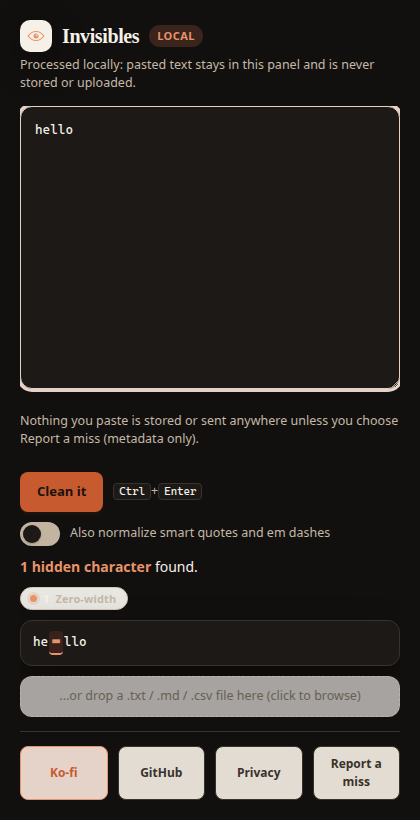 Invisibles LOCAL
Processed locally: pasted text stays in this panel and is never
stored or uploaded.
hello
Nothing you paste is stored or sent anywhere unless you choose
Report a miss (metadata only).
Clean it Ctrl+Enter
Also normalize smart quotes and em dashes
1 hidden character found.
1 Zero-width
hello
...or drop a .txt / .md / .csv file here (click to browse)
Ko-fi GitHub Privacy Report a
miss